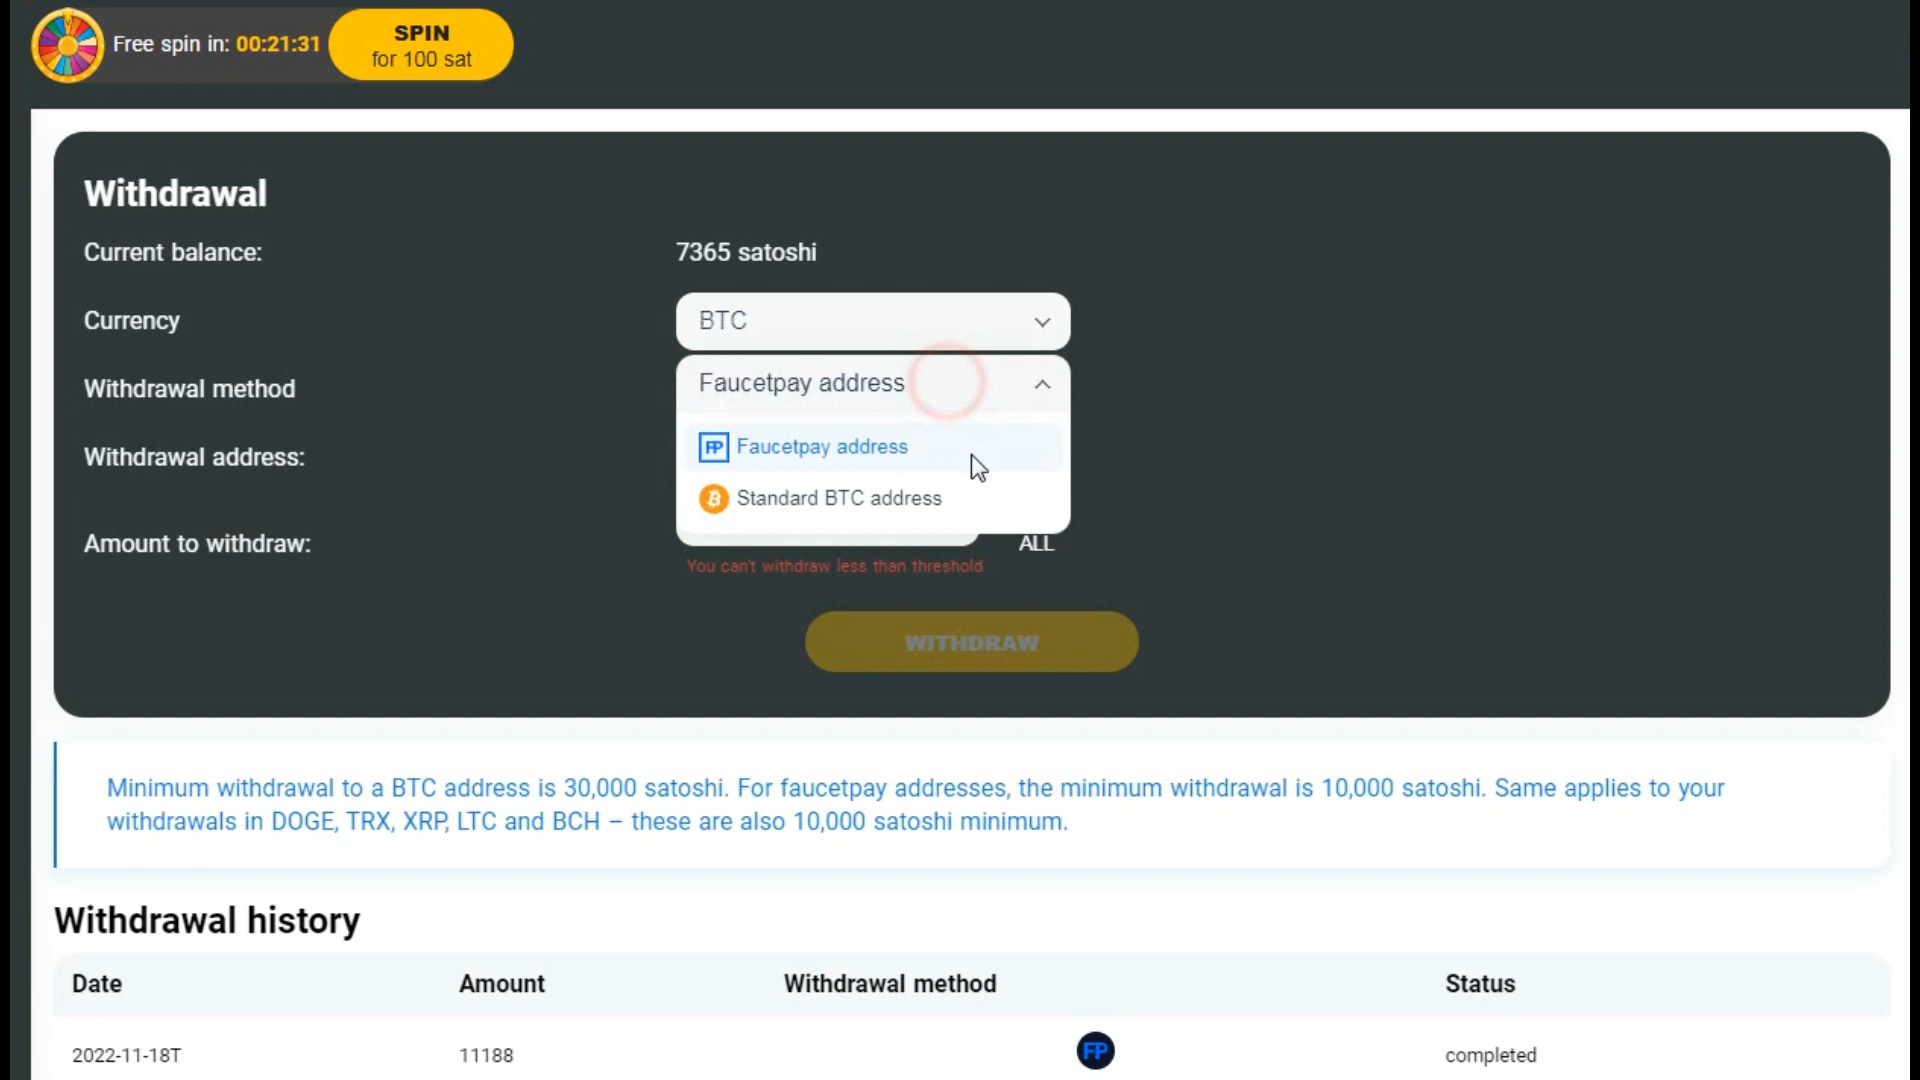 Free spin in: 00:21:31
SPIN
for 100 sat
Withdrawal
Current balance:
7365 satoshi
Currency
BTC
Withdrawal method
Faucetpay address
FP Faucetpay address
Withdrawal address:
Standard BTC address
Amount to withdraw:
ALL
You can't withdraw less than threshold
WITHDRAW
Minimum withdrawal to a BTC address is 30,000 satoshi. For faucetpay addresses, the minimum withdrawal is 10,000 satoshi. Same applies to your
withdrawals in DOGE, TRX, XRP, LTC and BCH – these are also 10,000 satoshi minimum.
Withdrawal history
Date Amount Withdrawal method Status
2022-11-18T 11188 FP completed